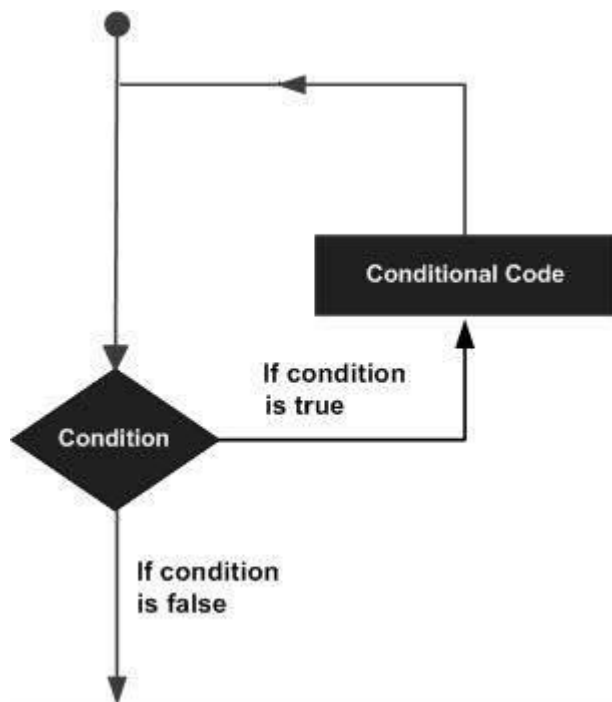 Conditional Code
If condition
is true
Condition
If condition
is false